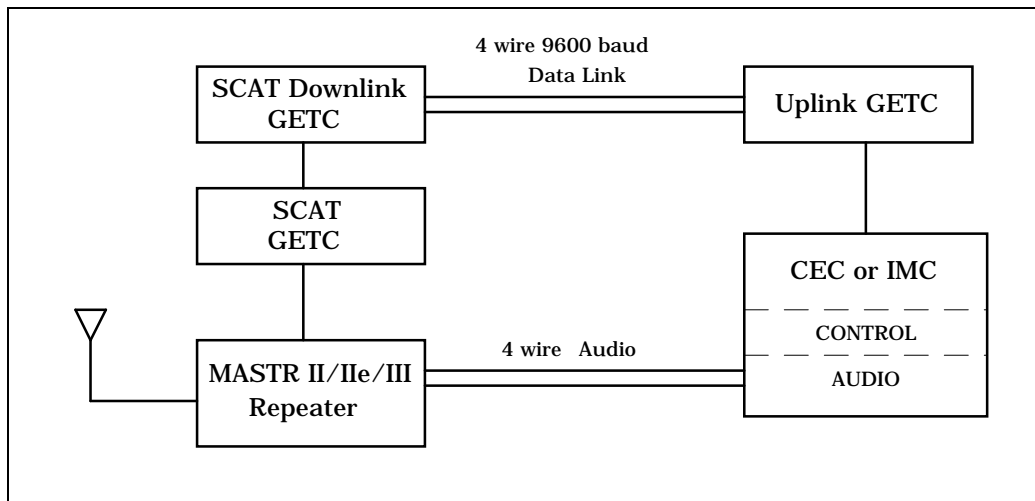 4 wire 9600 baud
Data Link
SCAT Downlink
GETC
Uplink GETC
SCAT
GETC
CEC or IMC
CONTROL
AUDIO
4 wire Audio
MASTR II/IIe/III
Repeater